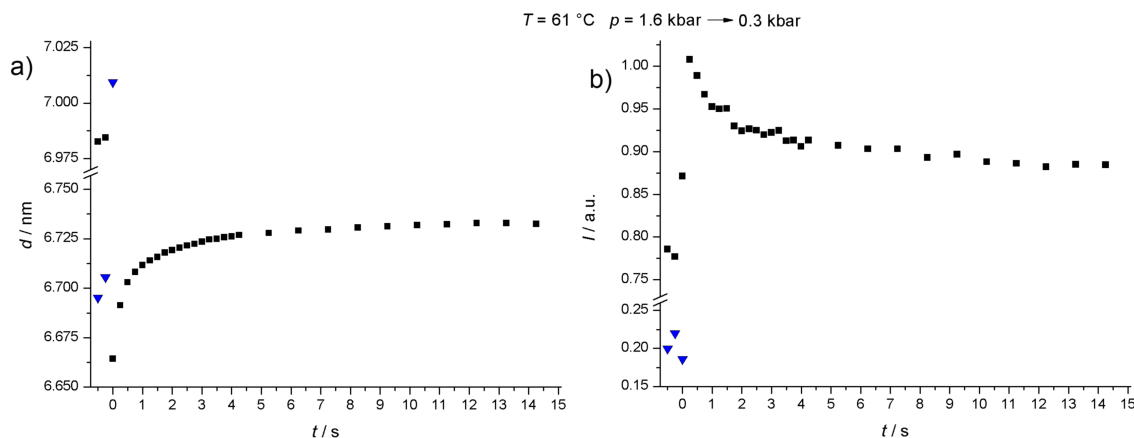 T = 61 °C p = 1.6 kbar → 0.3 kbar
a)
7.025
7.000
6.975
6.750
6.725
6.700
6.675
6.650
d / nm
0 1 2 3 4 5 6 7 8 9 10 11 12 13 14 15
t / s
b)
1.00
0.95
0.90
0.85
0.80
0.75
0.25
0.20
0.15
I / a.u.
0 1 2 3 4 5 6 7 8 9 10 11 12 13 14 15
t / s